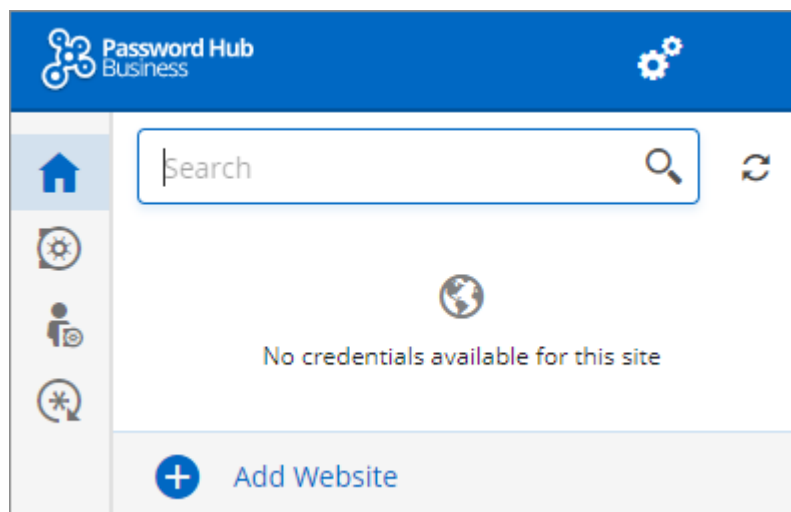 Password Hub
Business
Search
No credentials available for this site
Add Website